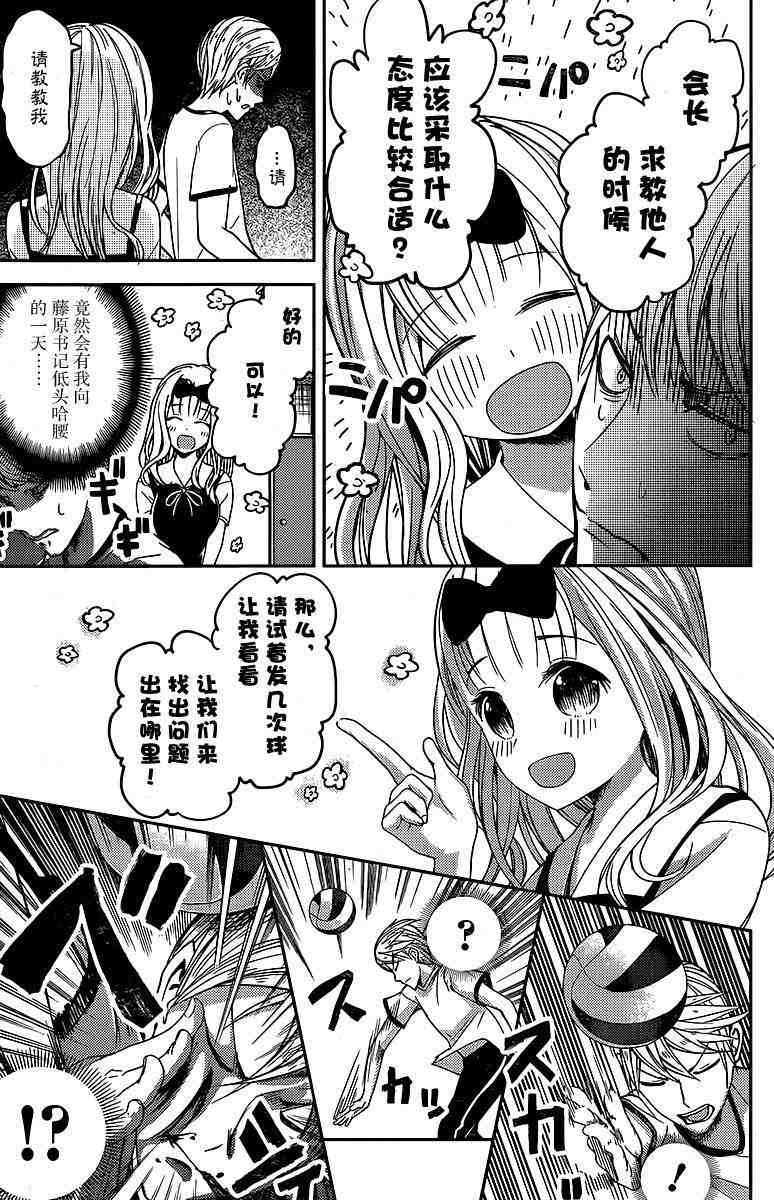 会长
求教他人
的时候
应该采取什么
态度比较合适？
ニパ
ニパ
…请
请教教我
好的
可以！
竟然会有我向
藤原书记低头哈腰
的一天……
ギギ
那么，
请试着发几次球
让我看看
让我们来
找出问题
出在哪里！
！
スカッ
？
スカッ
！？